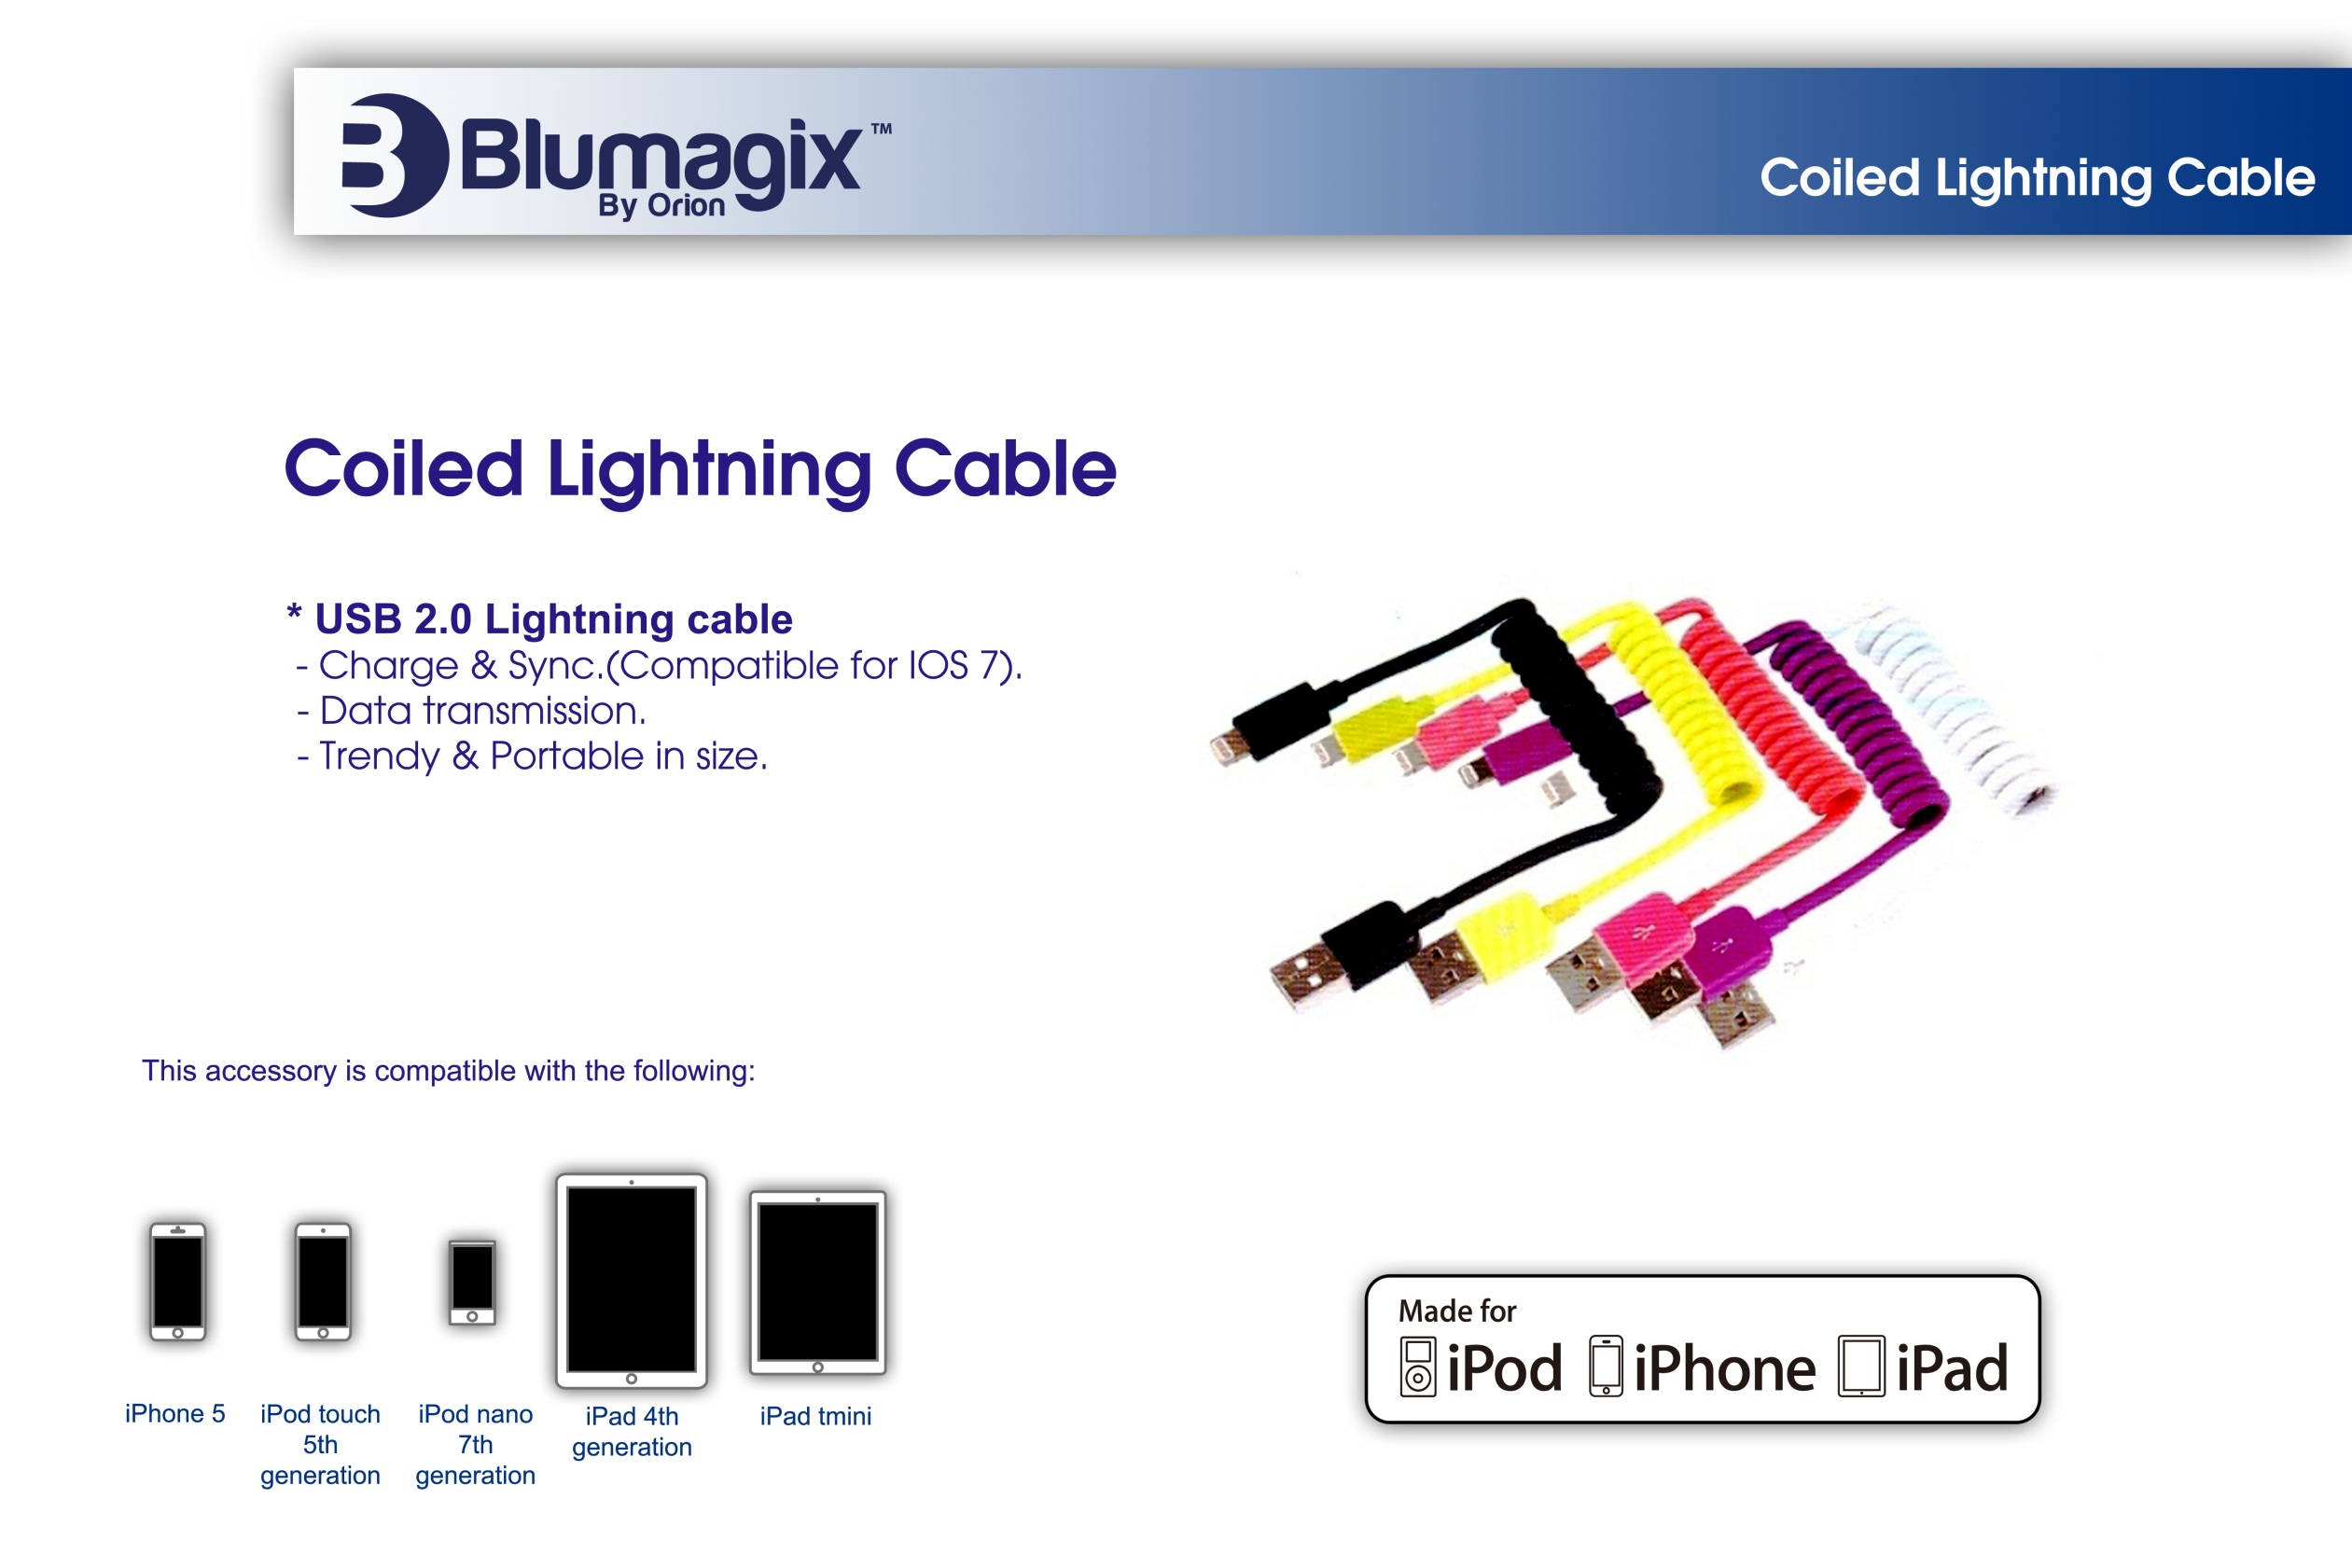 Blumagix™
By Orion
Coiled Lightning Cable
Coiled Lightning Cable
* USB 2.0 Lightning cable
- Charge & Sync.(Compatible for IOS 7).
- Data transmission.
- Trendy & Portable in size.
This accessory is compatible with the following:
iPhone 5
iPod touch
5th
generation
iPod nano
7th
generation
iPad 4th
generation
iPad tmini
Made for
iPod iPhone iPad